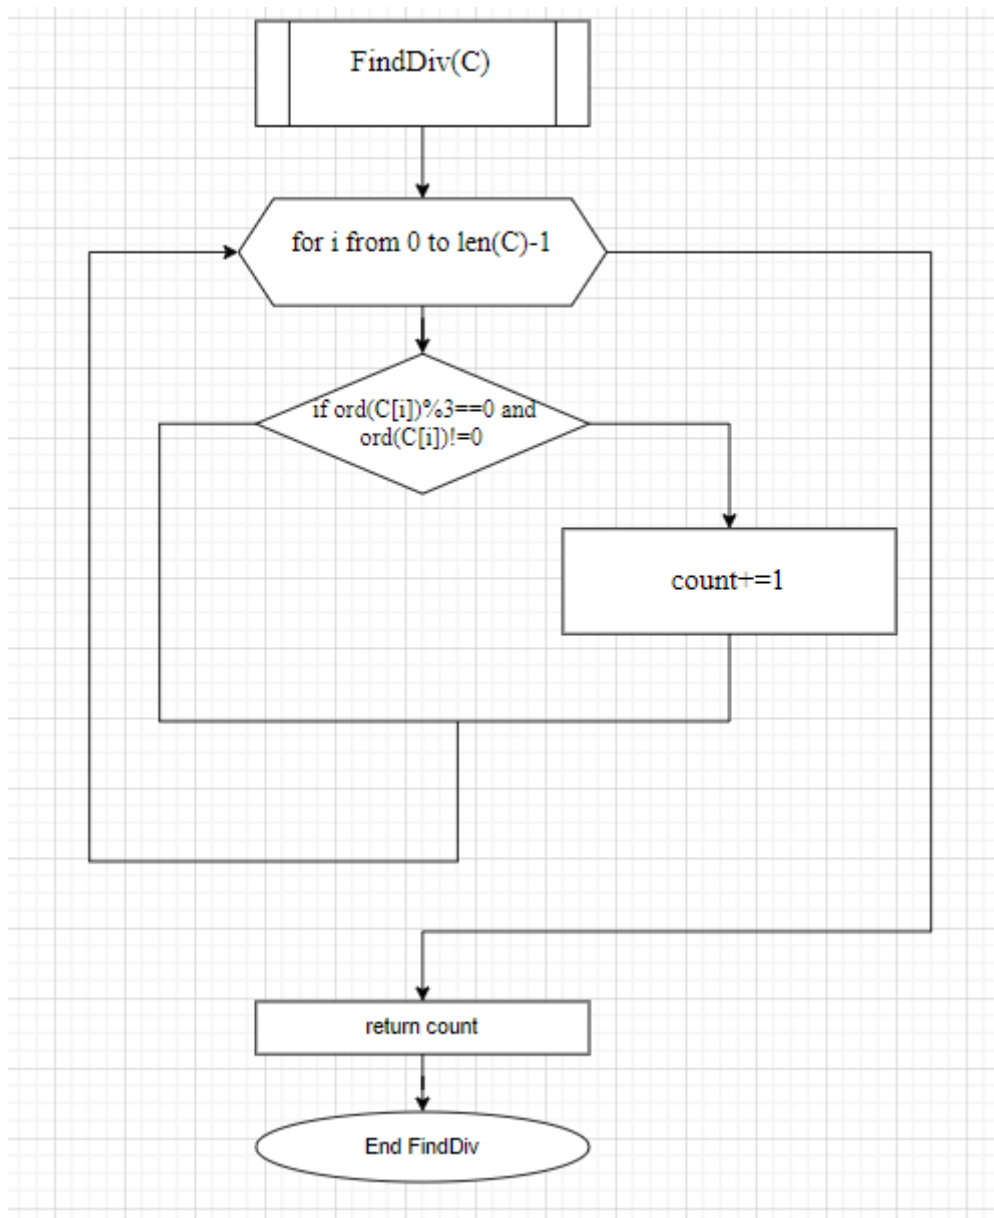 FindDiv(C)
for i from 0 to len(C)-1
if ord(C[i])%3==0 and
ord(C[i])!=0
count+=1
return count
End FindDiv